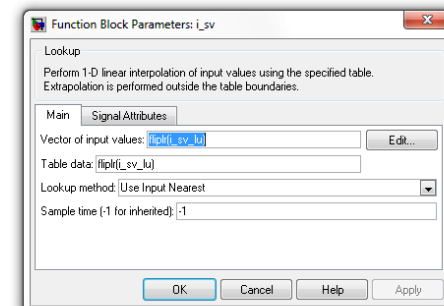 Function Block Parameters: i_sv
Lookup
Perform 1-D linear interpolation of input values using the specified table.
Extrapolation is performed outside the table boundaries.
Main Signal Attributes
Vector of input values: fliplr(i_sv_lu) Edit...
Table data: fliplr(i_sv_lu)
Lookup method: Use Input Nearest
Sample time (-1 for inherited): -1
OK Cancel Help Apply